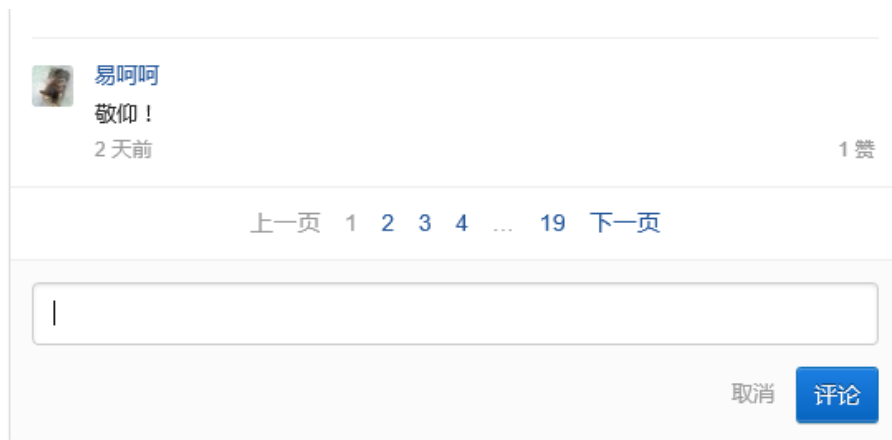 易呵呵
敬仰！
2 天前 1 赞
上一页 1 2 3 4 ... 19 下一页
取消 评论